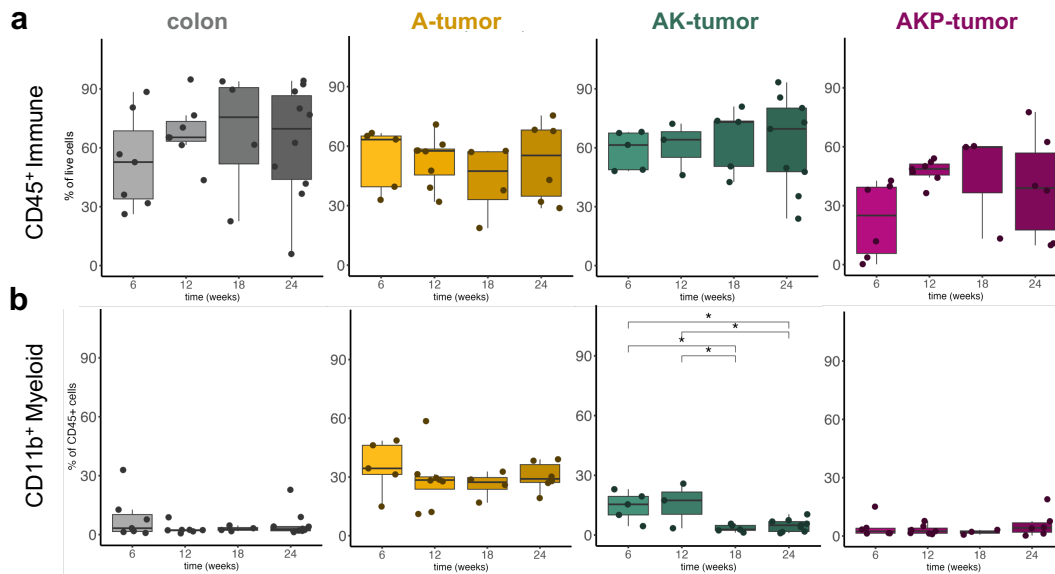 a
colon
A-tumor
AK-tumor
AKP-tumor
CD45+ Immune
% of live cells
90
60
30
0
6 12 18 24
time (weeks)
90
60
30
0
6 12 18 24
time (weeks)
90
60
30
0
6 12 18 24
time (weeks)
90
60
30
0
6 12 18 24
time (weeks)
b
CD11b+ Myeloid
% of CD45+ cells
90
60
30
0
6 12 18 24
time (weeks)
90
60
30
0
6 12 18 24
time (weeks)
*
*
*
*
90
60
30
0
6 12 18 24
time (weeks)
90
60
30
0
6 12 18 24
time (weeks)